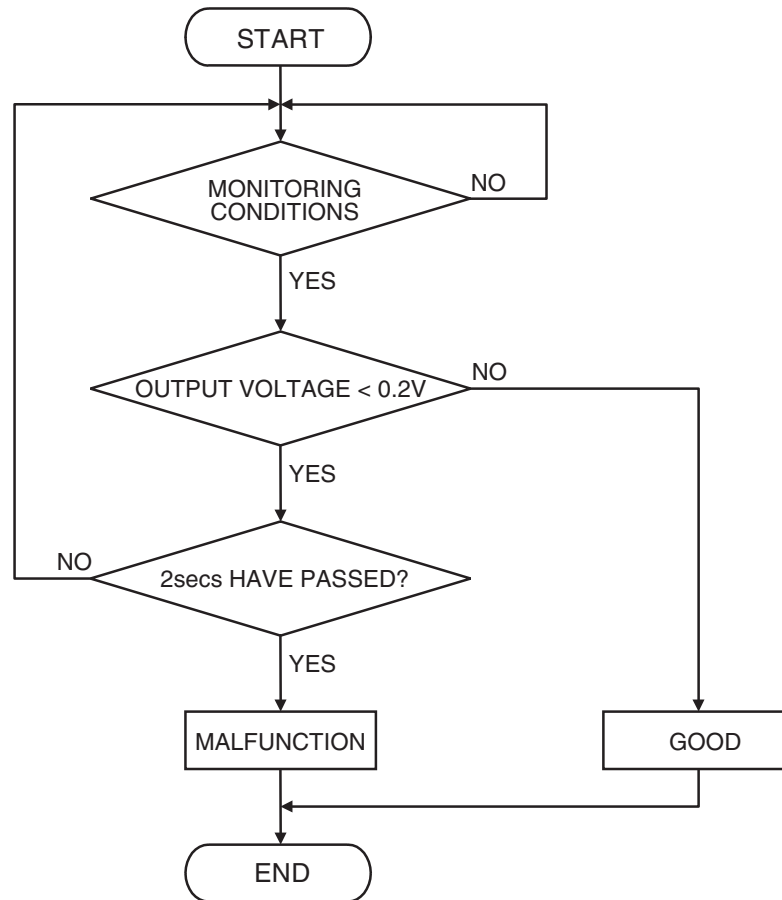 START
MONITORING
CONDITIONS
NO
YES
OUTPUT VOLTAGE < 0.2V
NO
YES
2secs HAVE PASSED?
NO
YES
MALFUNCTION
GOOD
END